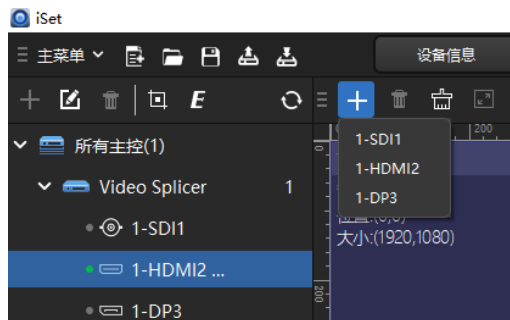 iSet
主菜单
设备信息
E
所有主控(1)
Video Splicer 1
1-SDI1
1-HDMI2 ...
1-DP3
1-SDI1
1-HDMI2
1-DP3
200
位置:(0,0)
大小:(1920,1080)
200